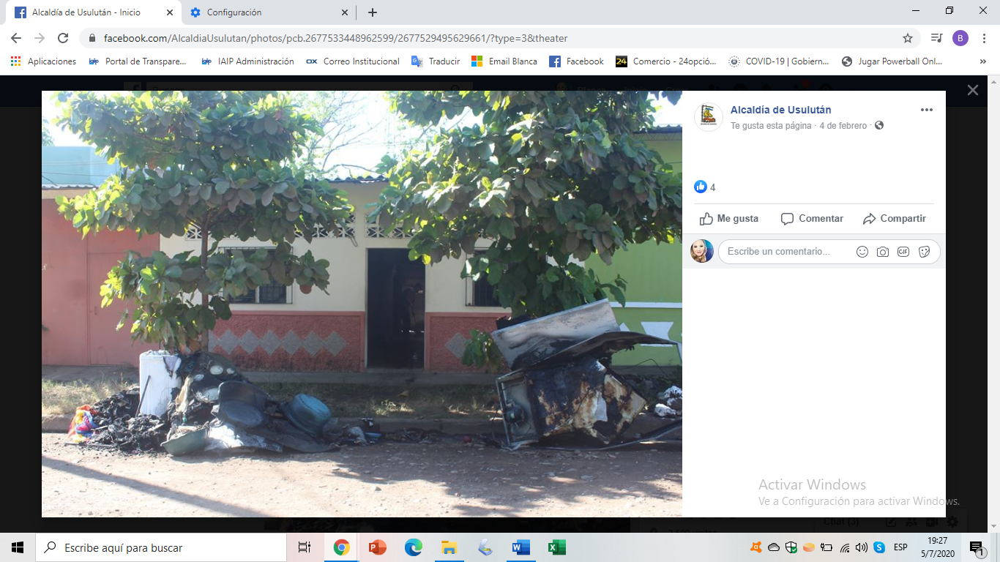 Alcaldía de Usulután - Inicio
Configuración
facebook.com/AlcaldiaUsulutan/photos/pcb.2677533448962599/2677529495629661/?type=3&theater
B
Aplicaciones
Portal de Transpare...
IAIP Administración
Correo Institucional
Traducir
Email Blanca
Facebook
24
Comercio - 24opció...
COVID-19 | Gobiern...
Jugar Powerball Onl...
»
Alcaldía de Usulután
Te gusta esta página · 4 de febrero ·
4
Me gusta
Comentar
Compartir
Escribe un comentario...
GIF
Activar Windows
Ve a Configuración para activar Windows.
Chat (3)
Escribe aquí para buscar
ESP
19:27
5/7/2020
1